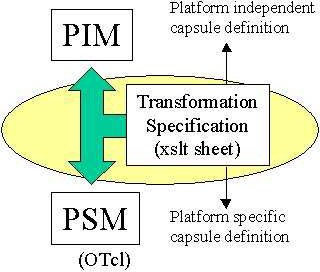 Platform independent
capsule definition
PIM
Transformation
Specification
(xslt sheet)
PSM
(OTcl)
Platform specific
capsule definition